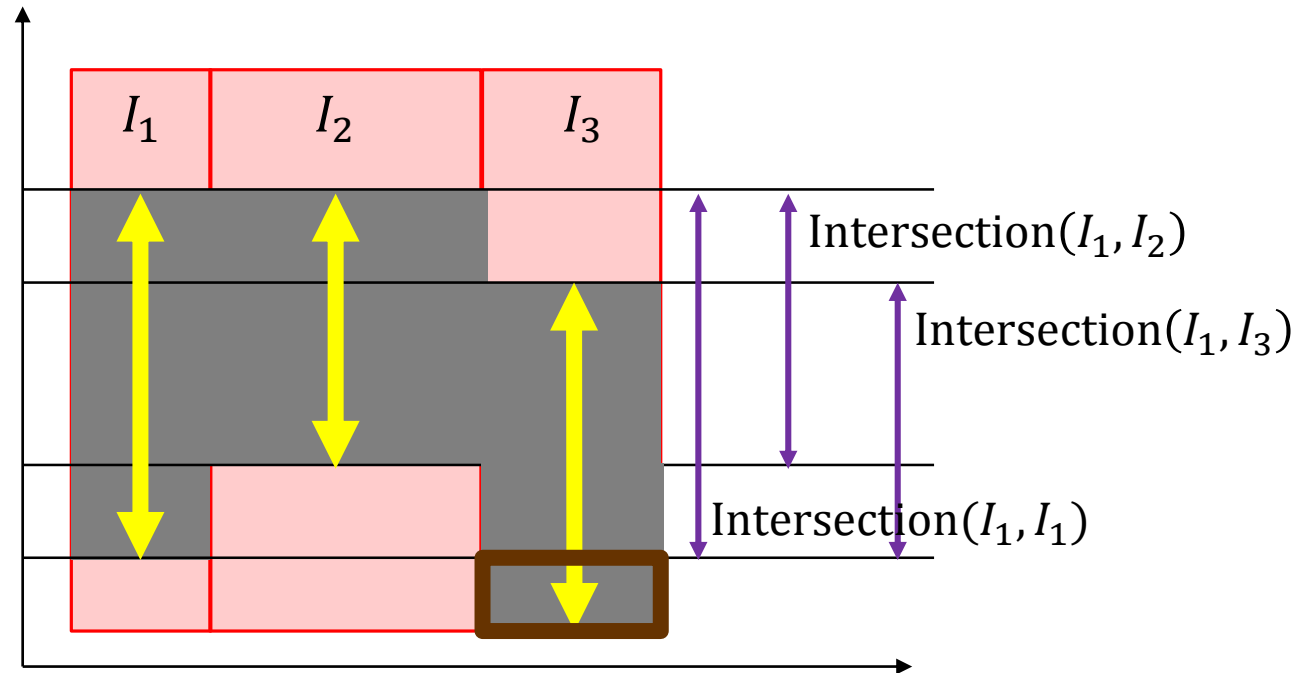 I₁ I₂ I₃
Intersection(I₁, I₂)
Intersection(I₁, I₃)
Intersection(I₁, I₁)